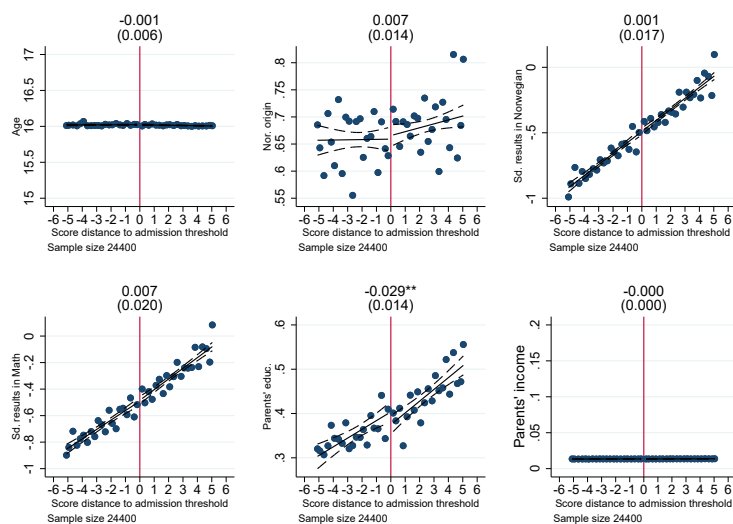 -0.001
(0.006)
Age
17
16.5
16
15.5
15
-6 -5 -4 -3 -2 -1 0 1 2 3 4 5 6
Score distance to admission threshold
Sample size 24400
0.007
(0.014)
Nor. origin
.8
.75
.7
.65
.6
.55
-6 -5 -4 -3 -2 -1 0 1 2 3 4 5 6
Score distance to admission threshold
Sample size 24400
0.001
(0.017)
Sd. results in Norwegian
0
-.5
-1
-6 -5 -4 -3 -2 -1 0 1 2 3 4 5 6
Score distance to admission threshold
Sample size 24400
0.007
(0.020)
Sd. results in Math
0
-.2
-.4
-.6
-.8
-1
-6 -5 -4 -3 -2 -1 0 1 2 3 4 5 6
Score distance to admission threshold
Sample size 24400
-0.029**
(0.014)
Parents' educ.
.6
.5
.4
.3
-6 -5 -4 -3 -2 -1 0 1 2 3 4 5 6
Score distance to admission threshold
Sample size 24400
-0.000
(0.000)
Parents' income
.2
.15
.1
.05
0
-6 -5 -4 -3 -2 -1 0 1 2 3 4 5 6
Score distance to admission threshold
Sample size 24400